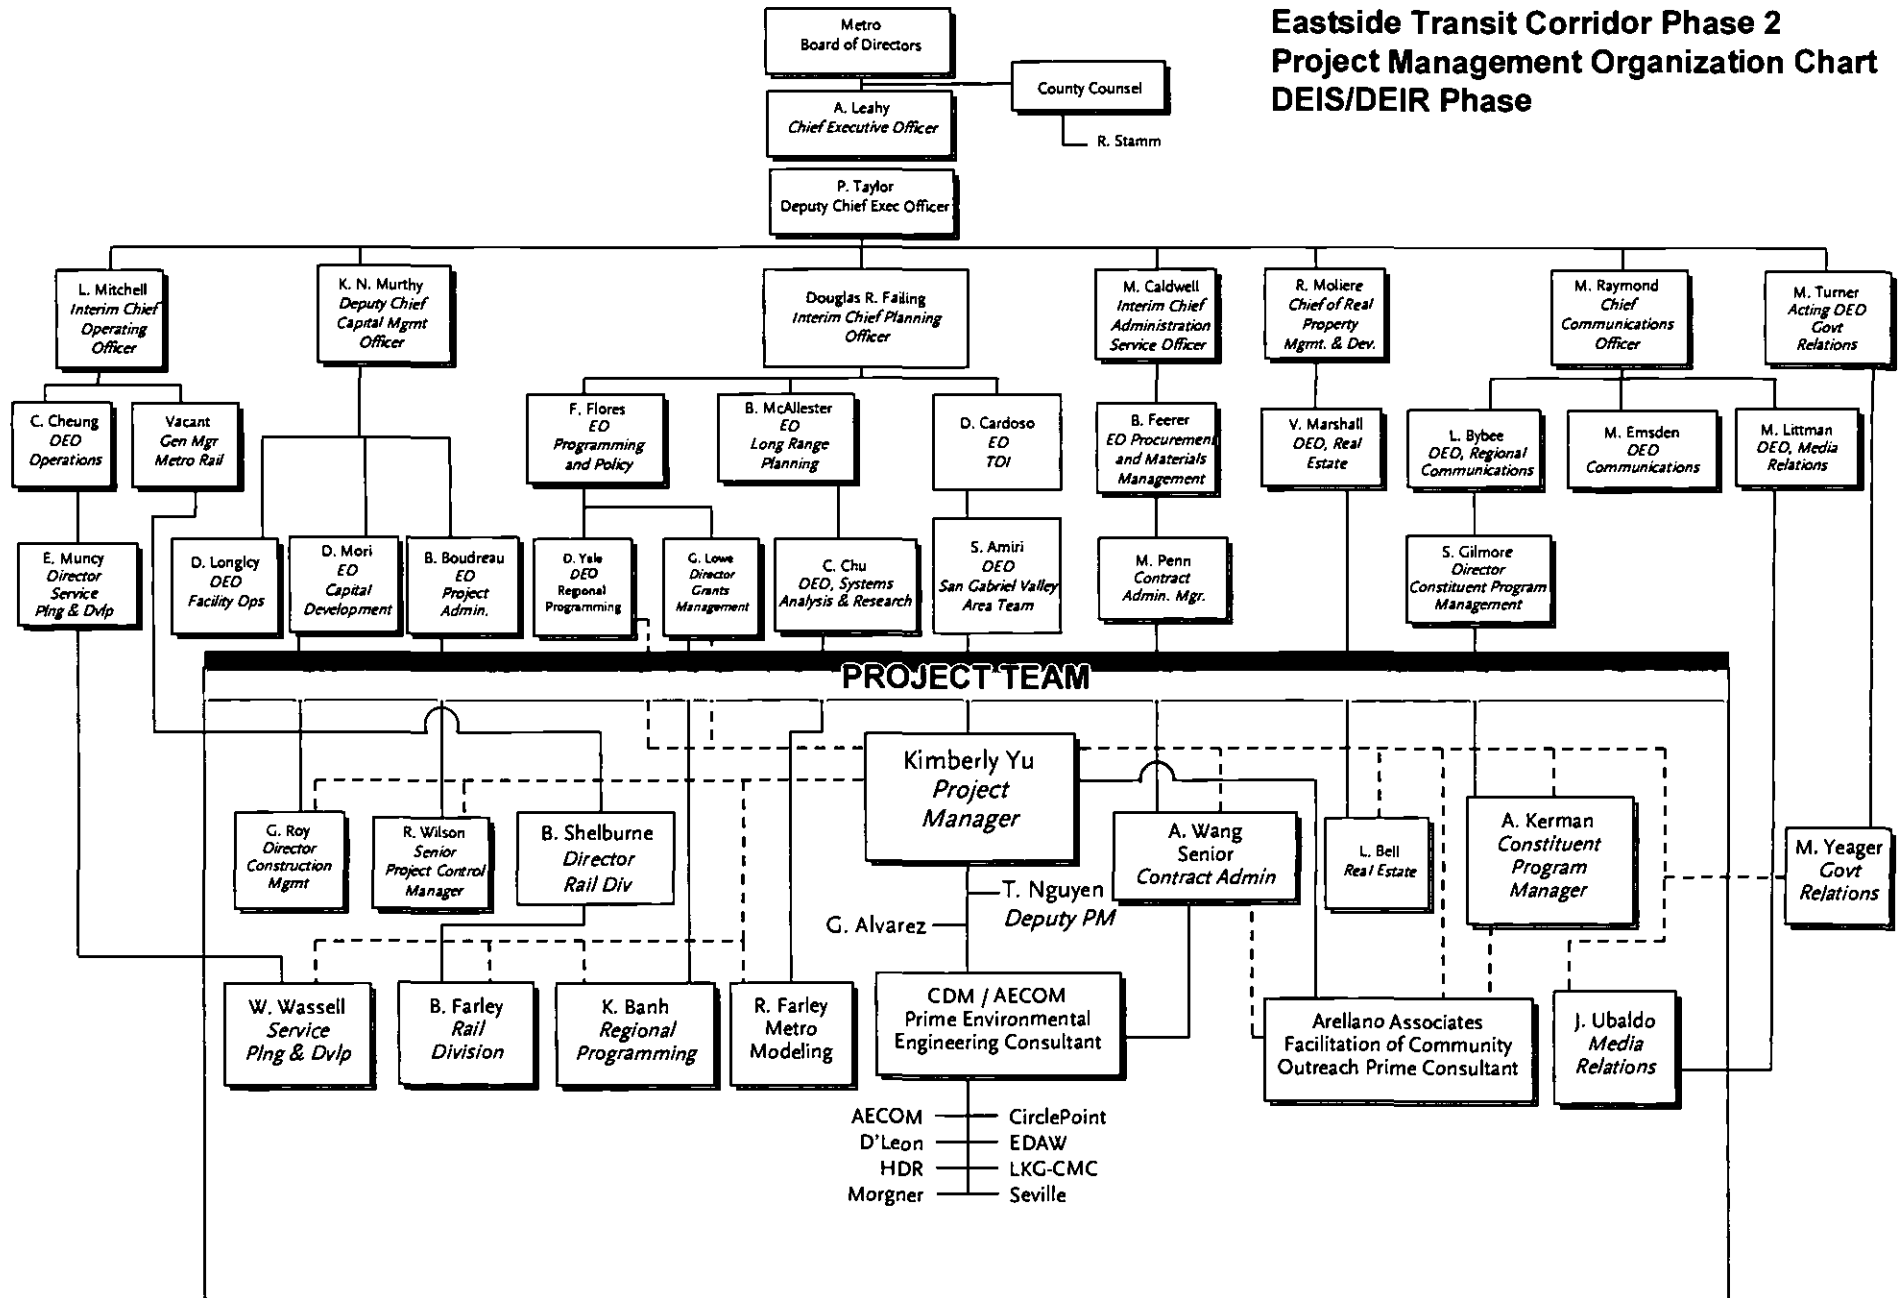 Eastside Transit Corridor Phase 2
Project Management Organization Chart
DEIS/DEIR Phase
Metro
Board of Directors
County Counsel
R. Stamm
A. Leahy
Chief Executive Officer
P. Taylor
Deputy Chief Exec Officer
L. Mitchell
Interim Chief
Operating
Officer
K. N. Murthy
Deputy Chief
Capital Mgmt
Officer
Douglas R. Failing
Interim Chief Planning
Officer
M. Caldwell
Interim Chief
Administration
Service Officer
R. Moliere
Chief of Real
Property
Mgmt. & Dev.
M. Raymond
Chief
Communications
Officer
M. Turner
Acting DEO
Govt
Relations
C. Cheung
DEO
Operations
Vacant
Gen Mgr
Metro Rail
F. Flores
EO
Programming
and Policy
B. McAllester
EO
Long Range
Planning
D. Cardoso
EO
TDI
B. Feerer
EO Procurement
and Materials
Management
V. Marshall
DEO, Real
Estate
L. Bybee
DEO, Regional
Communications
M. Emsden
DEO
Communications
M. Littman
DEO, Media
Relations
E. Muncy
Director
Service
Plng & Dvlp
D. Longley
DEO
Facility Ops
D. Mori
EO
Capital
Development
B. Boudreau
EO
Project
Admin.
D. Yale
DEO
Regional
Programming
G. Lowe
Director
Grants
Management
C. Chu
DEO, Systems
Analysis & Research
S. Amiri
DEO
San Gabriel Valley
Area Team
M. Penn
Contract
Admin. Mgr.
S. Gilmore
Director
Constituent Program
Management
PROJECT TEAM
Kimberly Yu
Project
Manager
G. Roy
Director
Construction
Mgmt
R. Wilson
Senior
Project Control
Manager
B. Shelburne
Director
Rail Div
A. Wang
Senior
Contract Admin
L. Bell
Real Estate
A. Kerman
Constituent
Program
Manager
M. Yeager
Govt
Relations
T. Nguyen
Deputy PM
G. Alvarez
W. Wassell
Service
Plng & Dvlp
B. Farley
Rail
Division
K. Banh
Regional
Programming
R. Farley
Metro
Modeling
CDM / AECOM
Prime Environmental
Engineering Consultant
Arellano Associates
Facilitation of Community
Outreach Prime Consultant
J. Ubaldo
Media
Relations
AECOM CirclePoint
D'Leon EDAW
HDR LKG-CMC
Morgner Seville